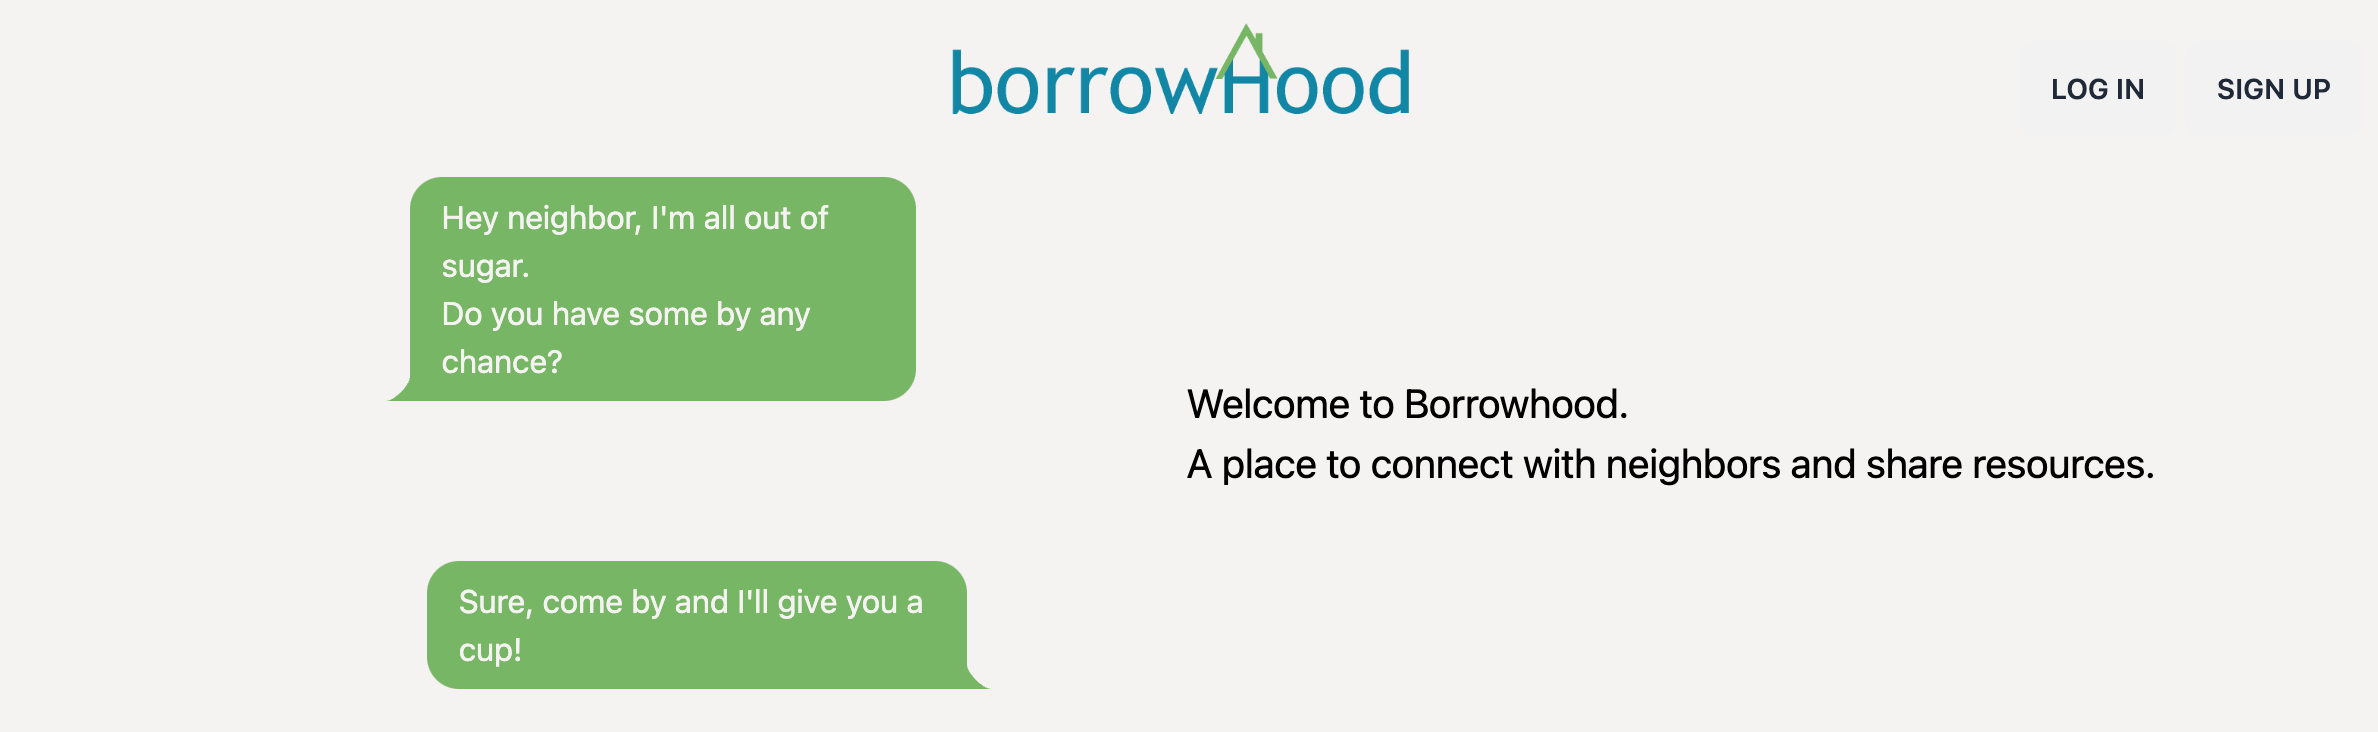 borrowHood
LOG IN
SIGN UP
Hey neighbor, I'm all out of
sugar.
Do you have some by any
chance?
Welcome to Borrowhood.
A place to connect with neighbors and share resources.
Sure, come by and I'll give you a
cup!